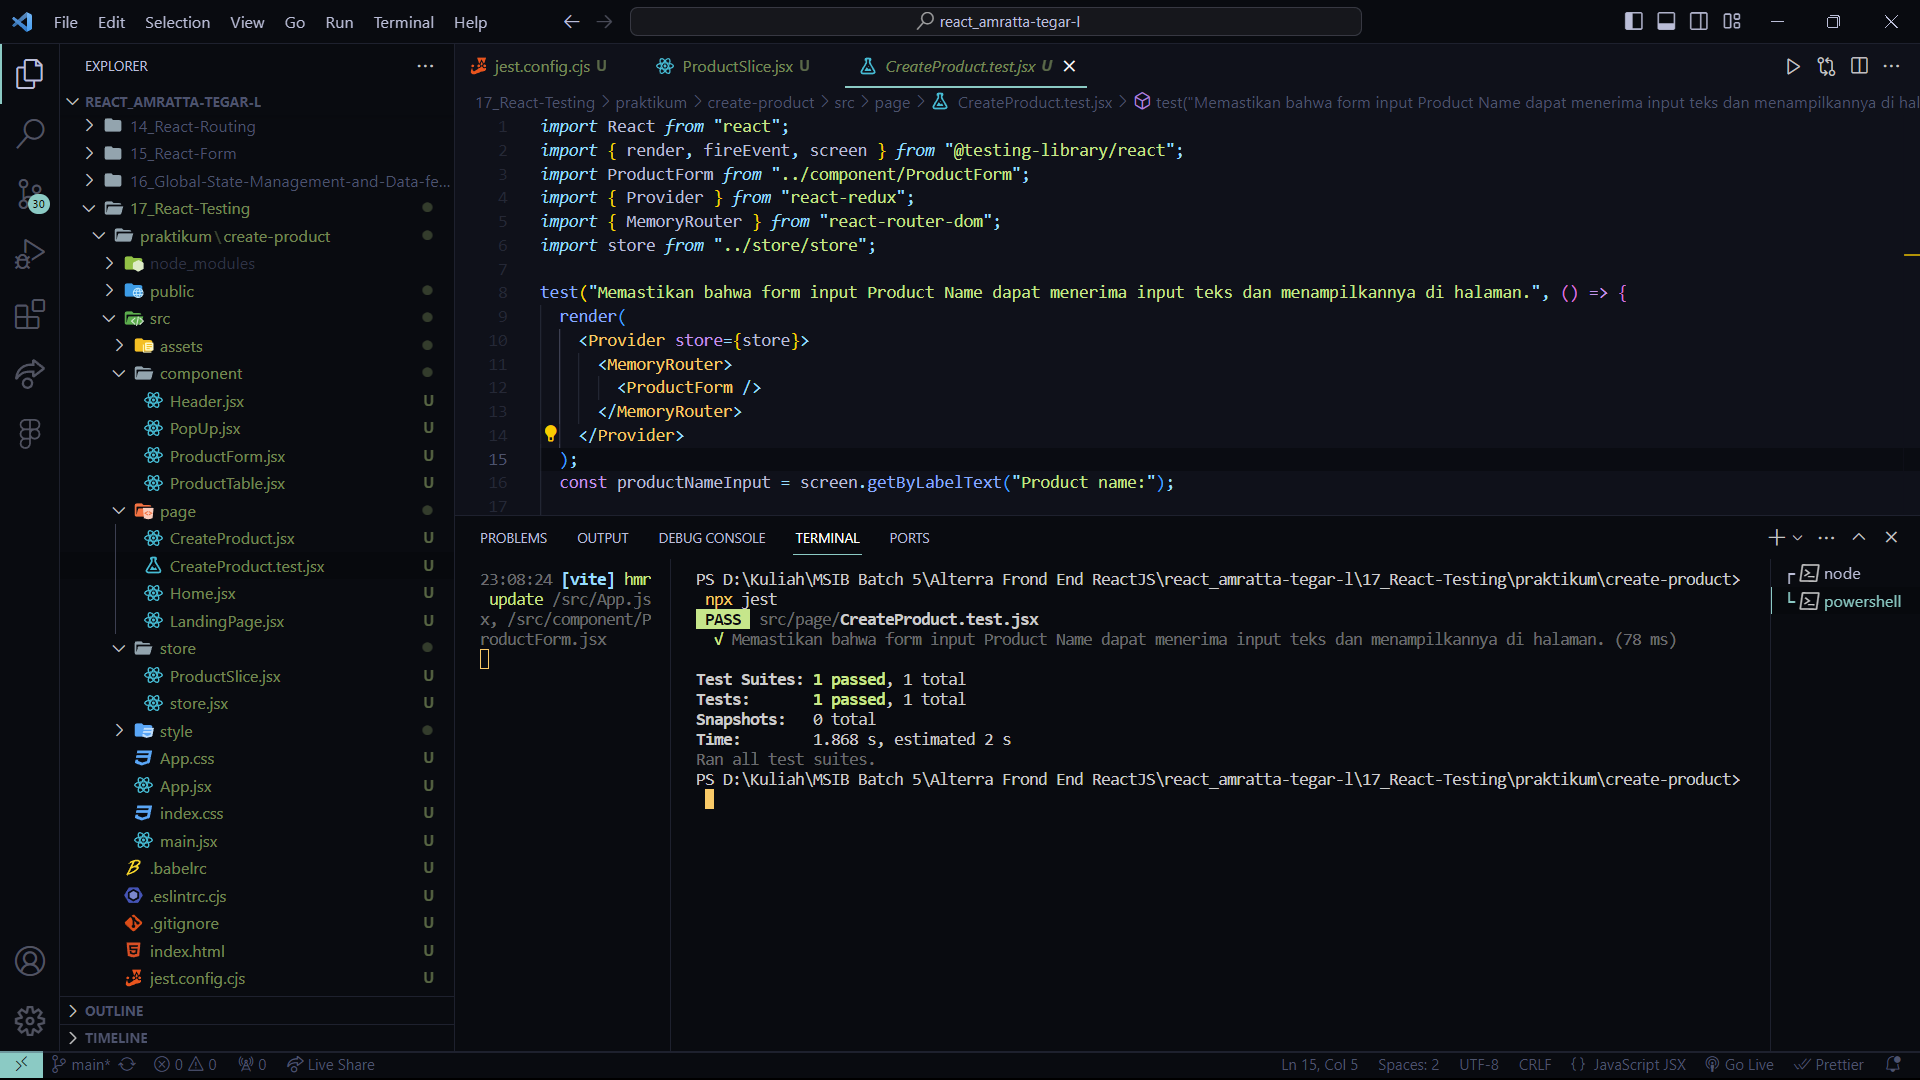 File Edit Selection View Go Run Terminal Help
react_amratta-tegar-l
EXPLORER
REACT_AMRATTA-TEGAR-L
14_React-Routing
15_React-Form
16_Global-State-Management-and-Data-fe...
17_React-Testing
praktikum\create-product
node_modules
public
src
assets
component
Header.jsx U
PopUp.jsx U
ProductForm.jsx U
ProductTable.jsx U
page
CreateProduct.jsx U
CreateProduct.test.jsx U
Home.jsx U
LandingPage.jsx U
store
ProductSlice.jsx U
store.jsx U
style
App.css U
App.jsx U
index.css U
main.jsx U
.babelrc U
.eslintrc.cjs U
.gitignore U
index.html U
jest.config.cjs U
OUTLINE
TIMELINE
30
jest.config.cjs U
ProductSlice.jsx U
CreateProduct.test.jsx U
17_React-Testing > praktikum > create-product > src > page > CreateProduct.test.jsx > test("Memastikan bahwa form input Product Name dapat menerima input teks dan menampilkannya di hal
1 import React from "react";
2 import { render, fireEvent, screen } from "@testing-library/react";
3 import ProductForm from "../component/ProductForm";
4 import { Provider } from "react-redux";
5 import { MemoryRouter } from "react-router-dom";
6 import store from "../store/store";
7
8 test("Memastikan bahwa form input Product Name dapat menerima input teks dan menampilkannya di halaman.", () => {
9 render(
10 <Provider store={store}>
11 <MemoryRouter>
12 <ProductForm />
13 </MemoryRouter>
14 </Provider>
15 );
16 const productNameInput = screen.getByLabelText("Product name:");
17
PROBLEMS OUTPUT DEBUG CONSOLE TERMINAL PORTS
23:08:24 [vite] hmr
update /src/App.js
x, /src/component/P
roductForm.jsx
PS D:\Kuliah\MSIB Batch 5\Alterra Frond End ReactJS\react_amratta-tegar-l\17_React-Testing\praktikum\create-product>
npx jest
PASS src/page/CreateProduct.test.jsx
√ Memastikan bahwa form input Product Name dapat menerima input teks dan menampilkannya di halaman. (78 ms)
Test Suites: 1 passed, 1 total
Tests: 1 passed, 1 total
Snapshots: 0 total
Time: 1.868 s, estimated 2 s
Ran all test suites.
PS D:\Kuliah\MSIB Batch 5\Alterra Frond End ReactJS\react_amratta-tegar-l\17_React-Testing\praktikum\create-product>
node
powershell
main* 0 0 0 Live Share
Ln 15, Col 5 Spaces: 2 UTF-8 CRLF {} JavaScript JSX Go Live Prettier